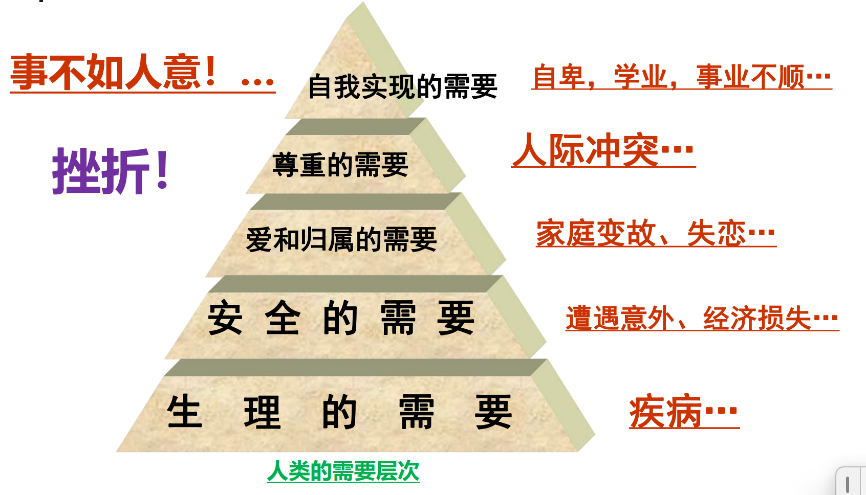 事不如人意！…
自我实现的需要
自卑，学业，事业不顺…
挫折！
尊重的需要
人际冲突…
爱和归属的需要
家庭变故、失恋…
安全的需要
遭遇意外、经济损失…
生理的需要
疾病…
人类的需要层次